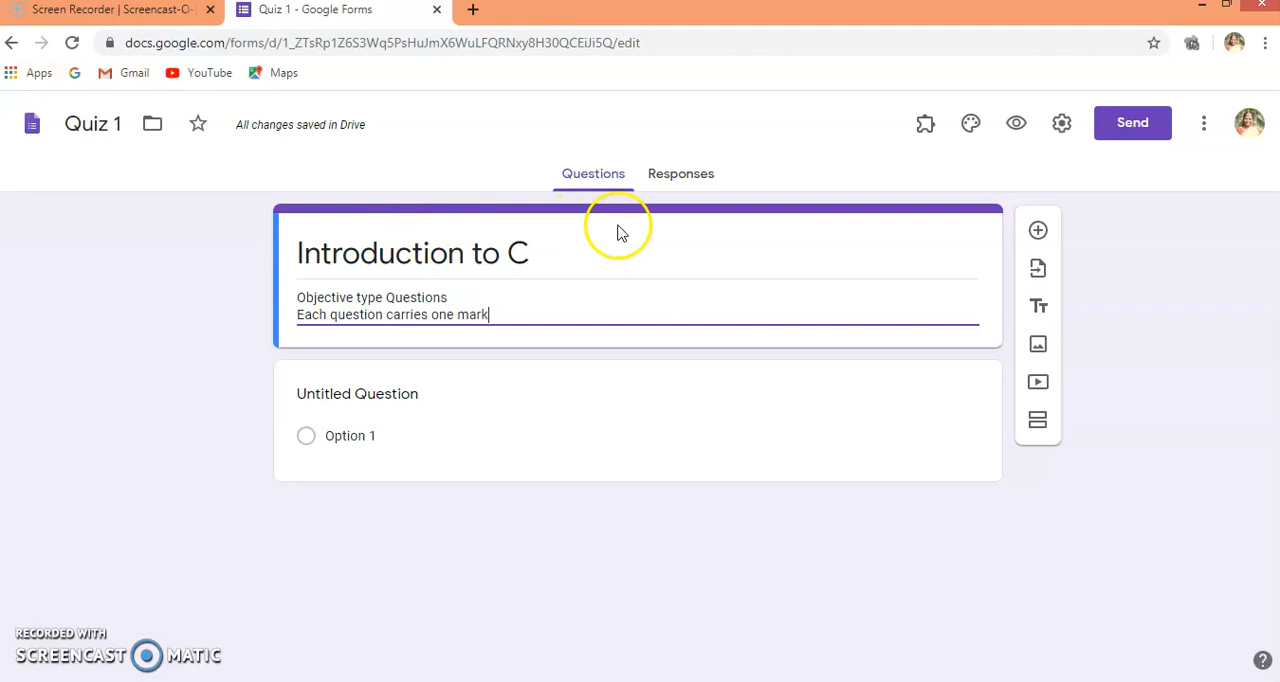 Screen Recorder | Screencast-O-
Quiz 1 - Google Forms
docs.google.com/forms/d/1_ZTsRp1Z6S3Wq5PsHuJmX6WuLFQRNxy8H30QCEiJi5Q/edit
Apps
Gmail
YouTube
Maps
Quiz 1
All changes saved in Drive
Send
Questions
Responses
Introduction to C
Objective type Questions
Each question carries one mark
Tт
Untitled Question
Option 1
RECORDED WITH
SCREENCAST MATIC
?